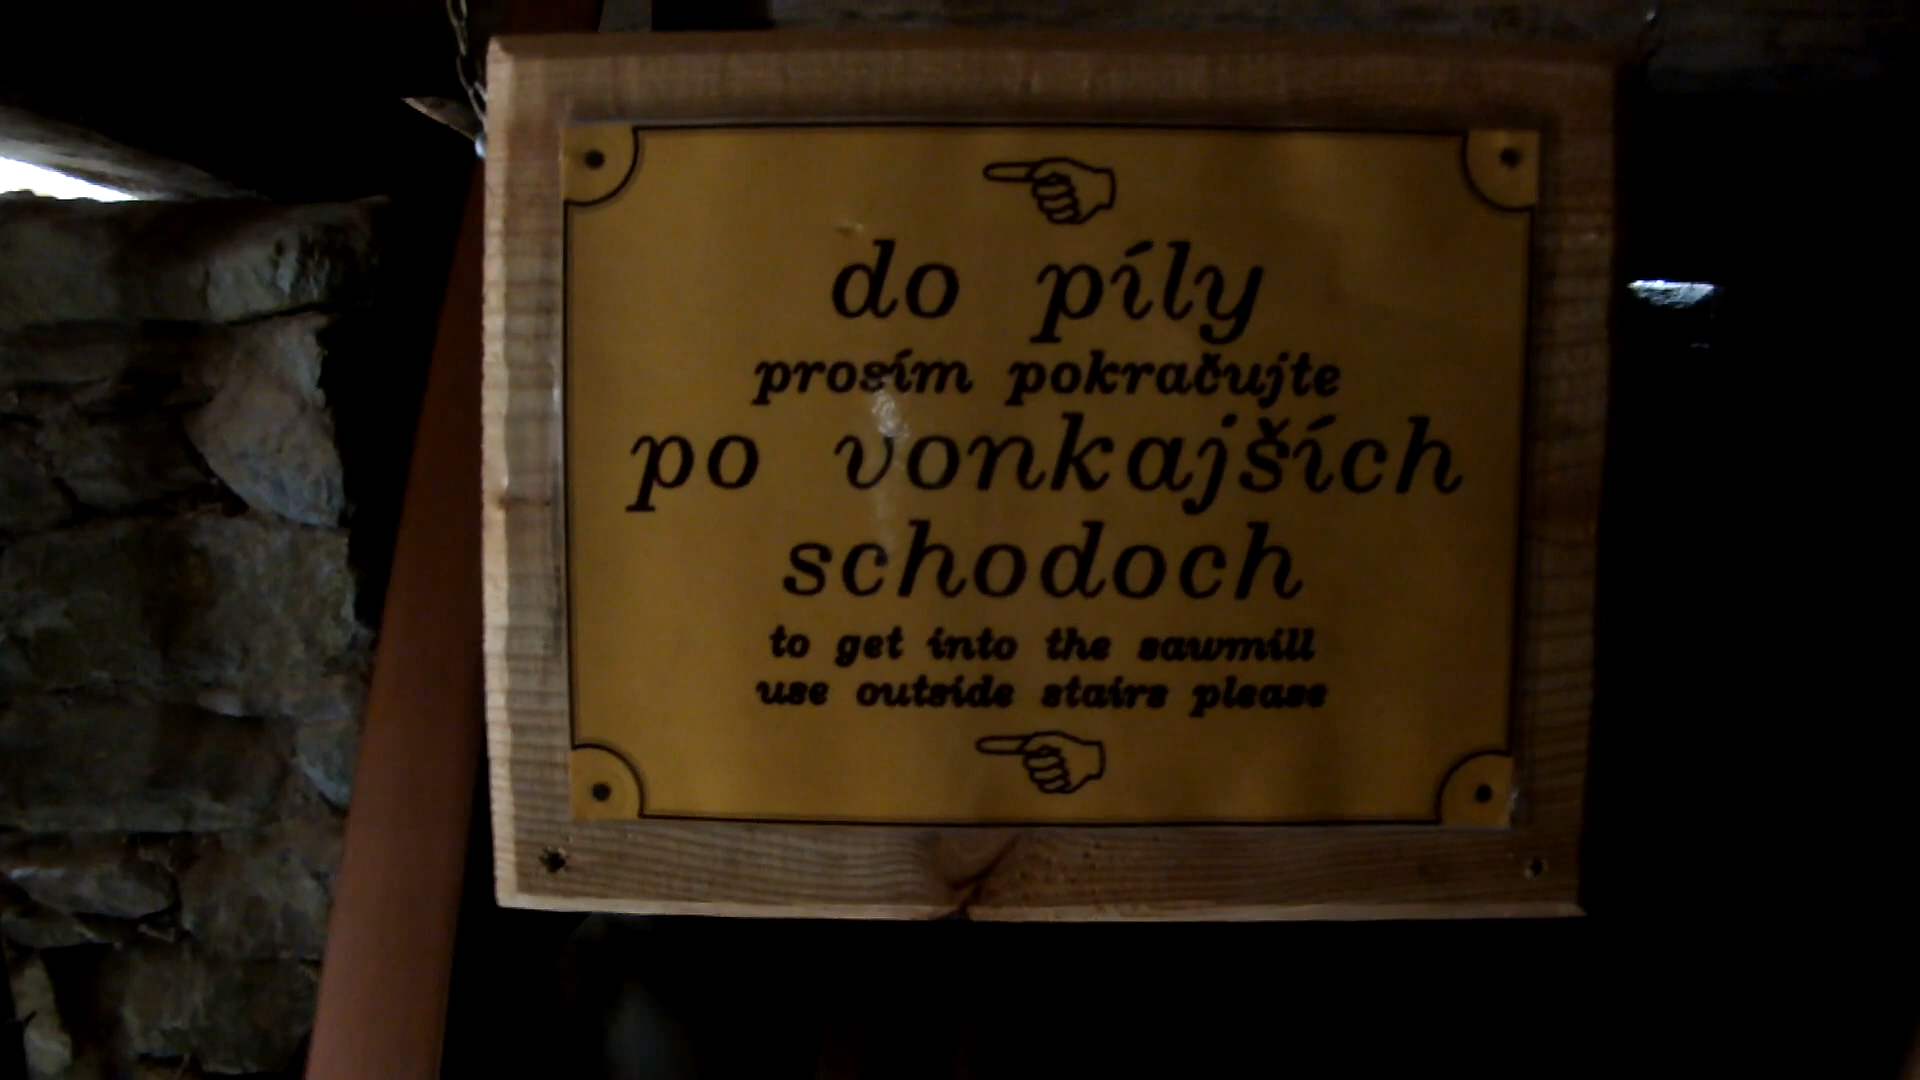 do píly
prosím pokračujte
po vonkajších
schodoch
to get into the sawmill
use outside stairs please